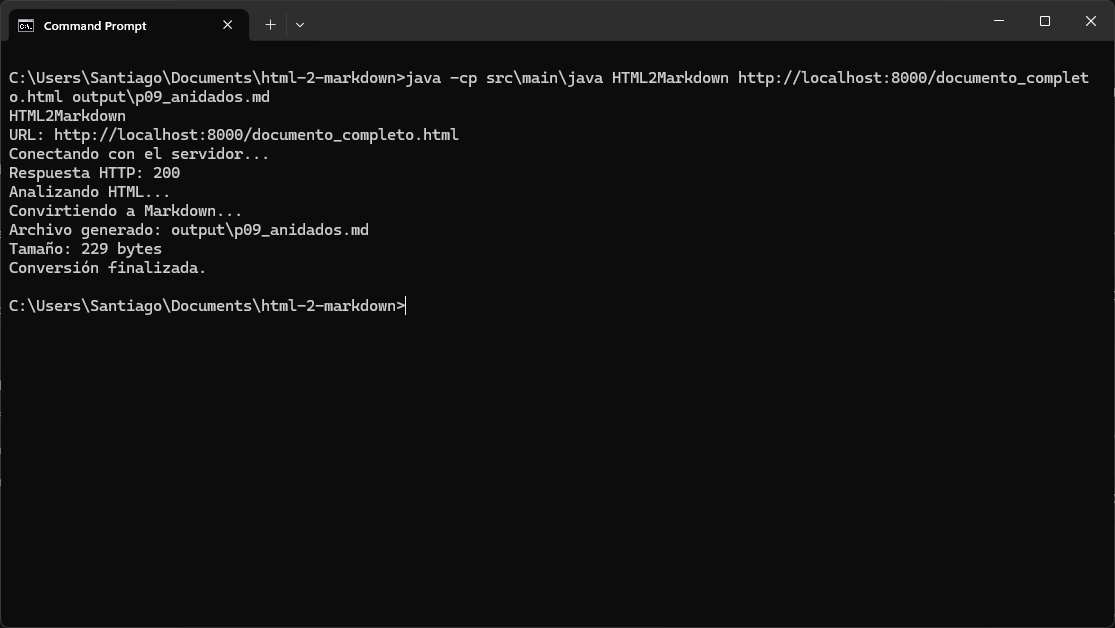 Command Prompt
C:\Users\Santiago\Documents\html-2-markdown>java -cp src\main\java HTML2Markdown http://localhost:8000/documento_complet
o.html output\p09_anidados.md
HTML2Markdown
URL: http://localhost:8000/documento_completo.html
Conectando con el servidor...
Respuesta HTTP: 200
Analizando HTML...
Convirtiendo a Markdown...
Archivo generado: output\p09_anidados.md
Tamaño: 229 bytes
Conversión finalizada.
C:\Users\Santiago\Documents\html-2-markdown>